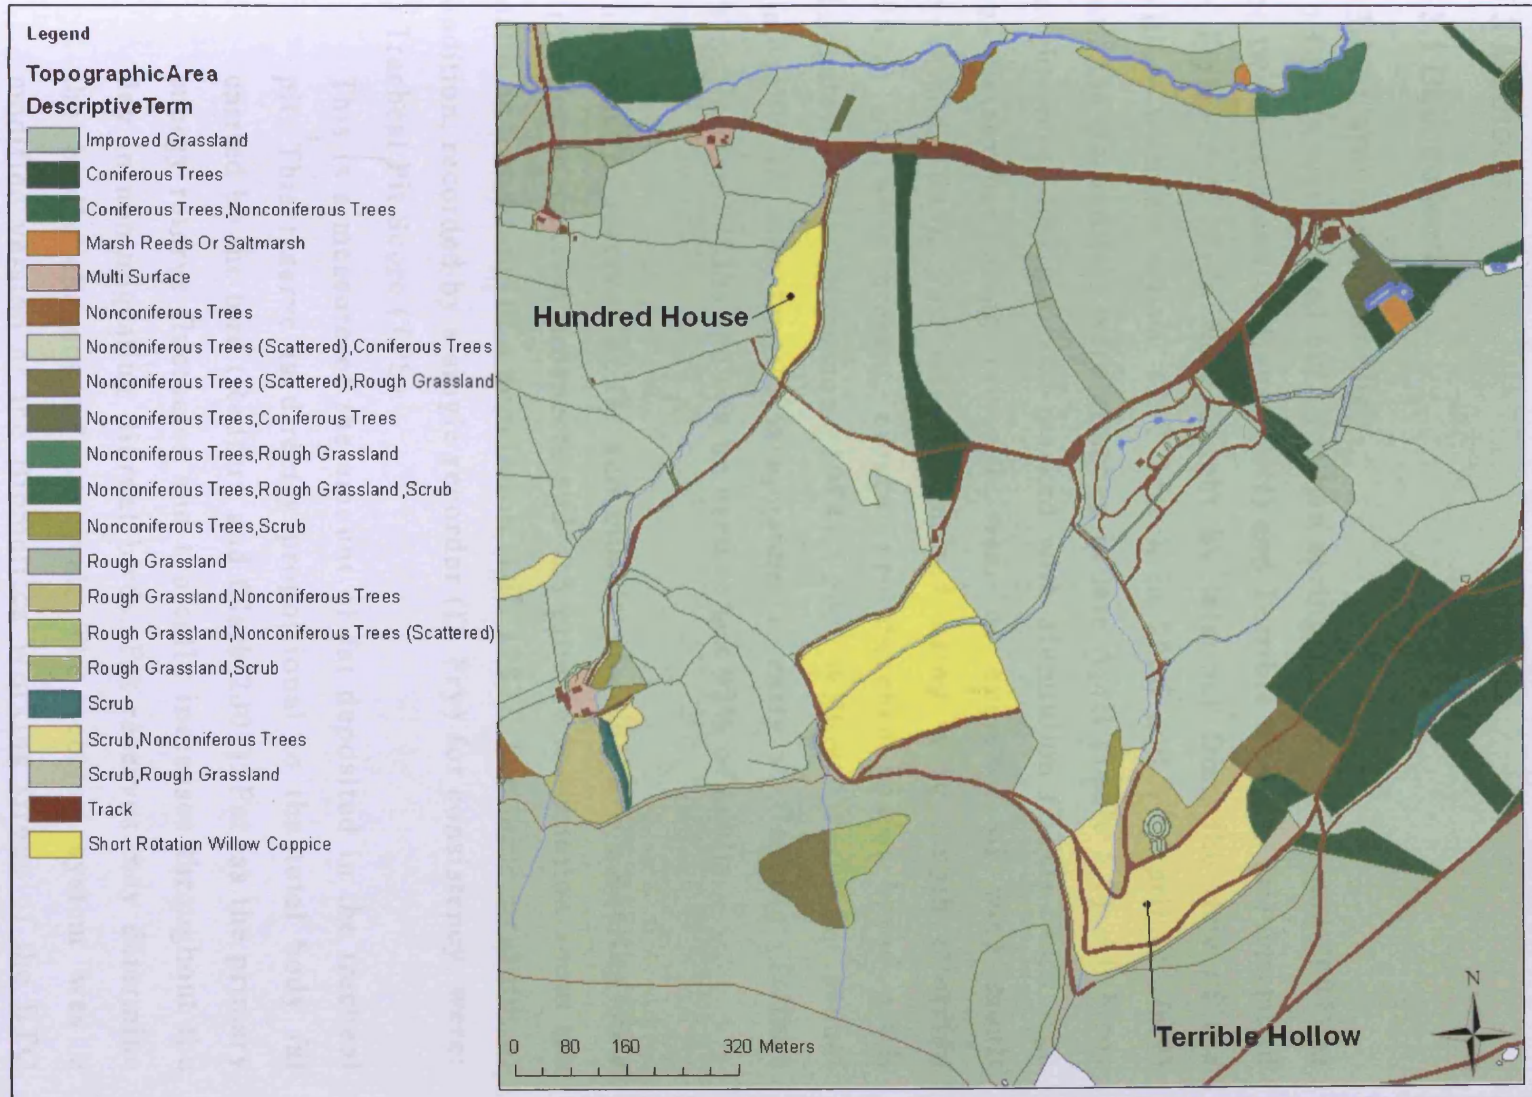 Legend
TopographicArea
DescriptiveTerm
Improved Grassland
Coniferous Trees
Coniferous Trees,Nonconiferous Trees
Marsh Reeds Or Saltmarsh
Multi Surface
Nonconiferous Trees
Nonconiferous Trees (Scattered),Coniferous Trees
Nonconiferous Trees (Scattered),Rough Grassland
Nonconiferous Trees,Coniferous Trees
Nonconiferous Trees,Rough Grassland
Nonconiferous Trees,Rough Grassland,Scrub
Nonconiferous Trees,Scrub
Rough Grassland
Rough Grassland,Nonconiferous Trees
Rough Grassland,Nonconiferous Trees (Scattered)
Rough Grassland,Scrub
Scrub
Scrub,Nonconiferous Trees
Scrub,Rough Grassland
Track
Short Rotation Willow Coppice
Hundred House
Terrible Hollow
N
0 80 160 320 Meters